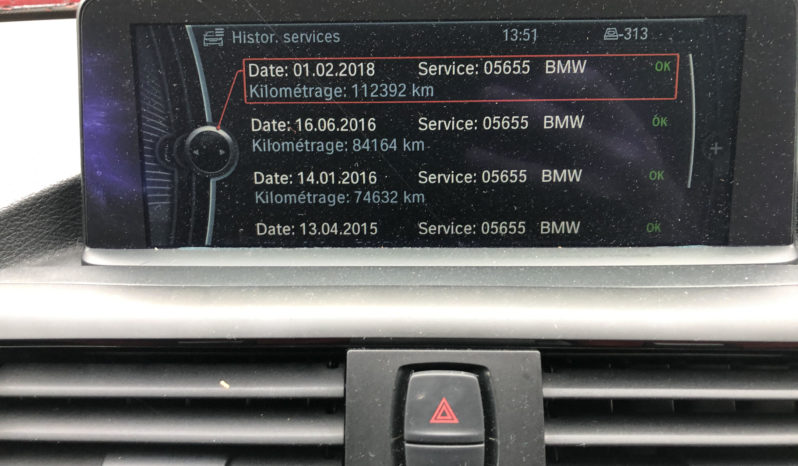 Histor. services 13:51 -313
Date: 01.02.2018 Service: 05655 BMW OK
Kilométrage: 112392 km
Date: 16.06.2016 Service: 05655 BMW OK
Kilométrage: 84164 km
Date: 14.01.2016 Service: 05655 BMW OK
Kilométrage: 74632 km
Date: 13.04.2015 Service: 05655 BMW OK